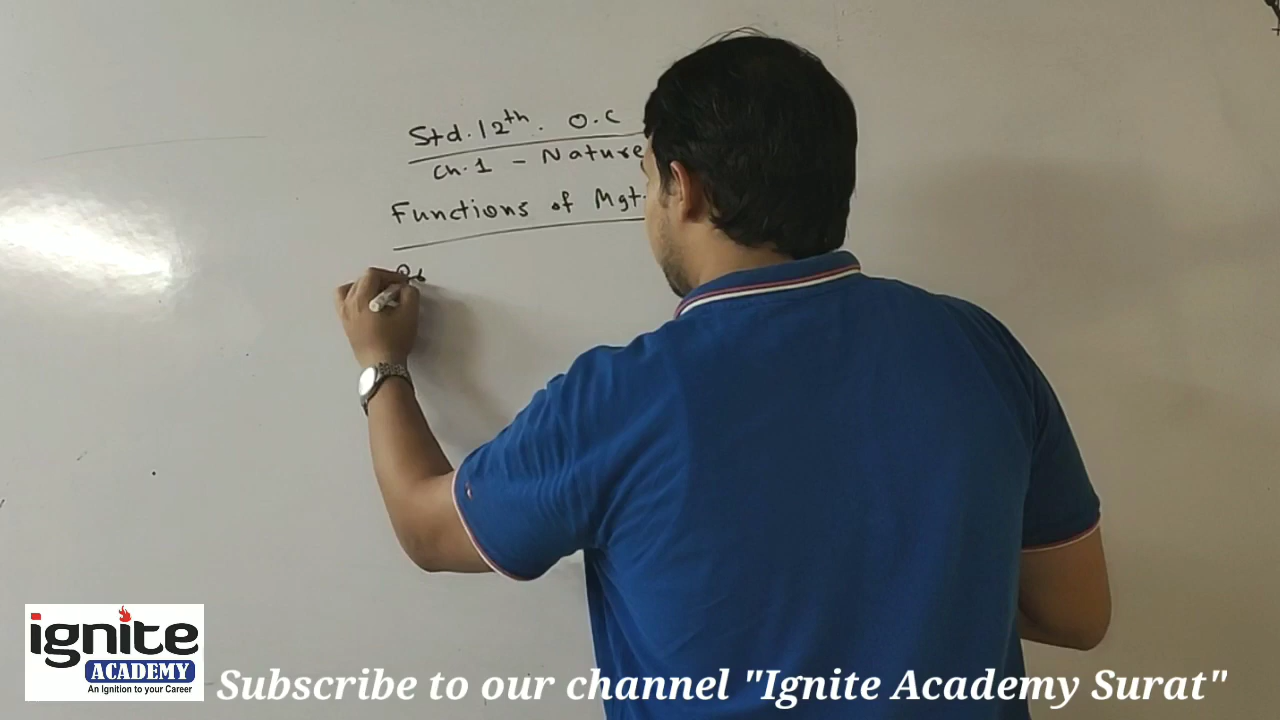 Std. 12th. O.C
Ch.1 - Nature
Functions of Mgt.
ignite
ACADEMY
An Ignition to your Career
Subscribe to our channel "Ignite Academy Surat"